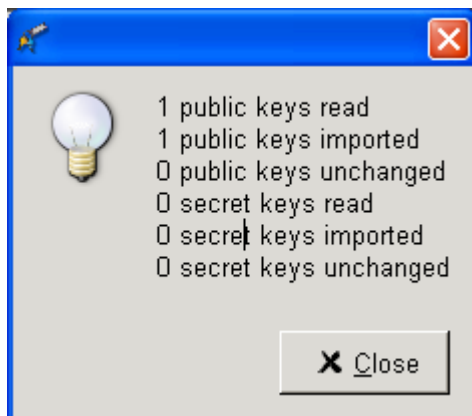 1 public keys read
1 public keys imported
0 public keys unchanged
0 secret keys read
0 secret keys imported
0 secret keys unchanged
Close